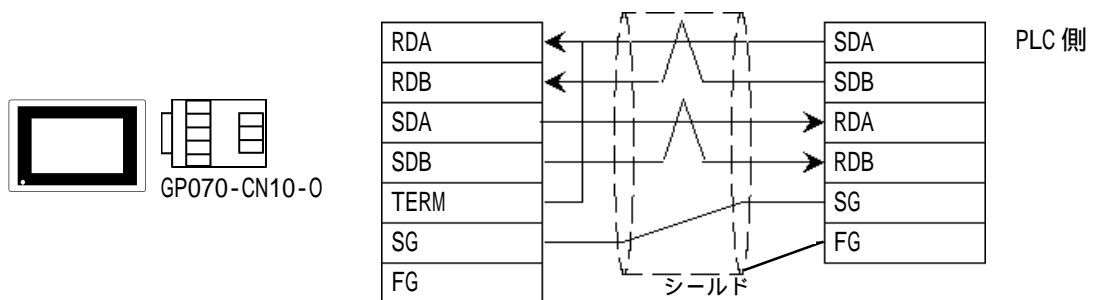 GP070-CN10-0
RDA
RDB
SDA
SDB
TERM
SG
FG
シールド
SDA
SDB
RDA
RDB
SG
FG
PLC 側